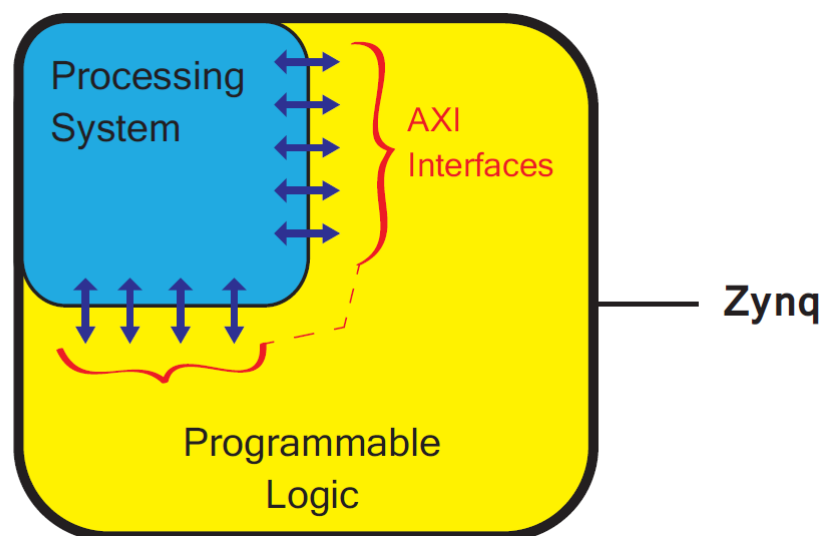 Processing
System
AXI
Interfaces
Zynq
Programmable
Logic